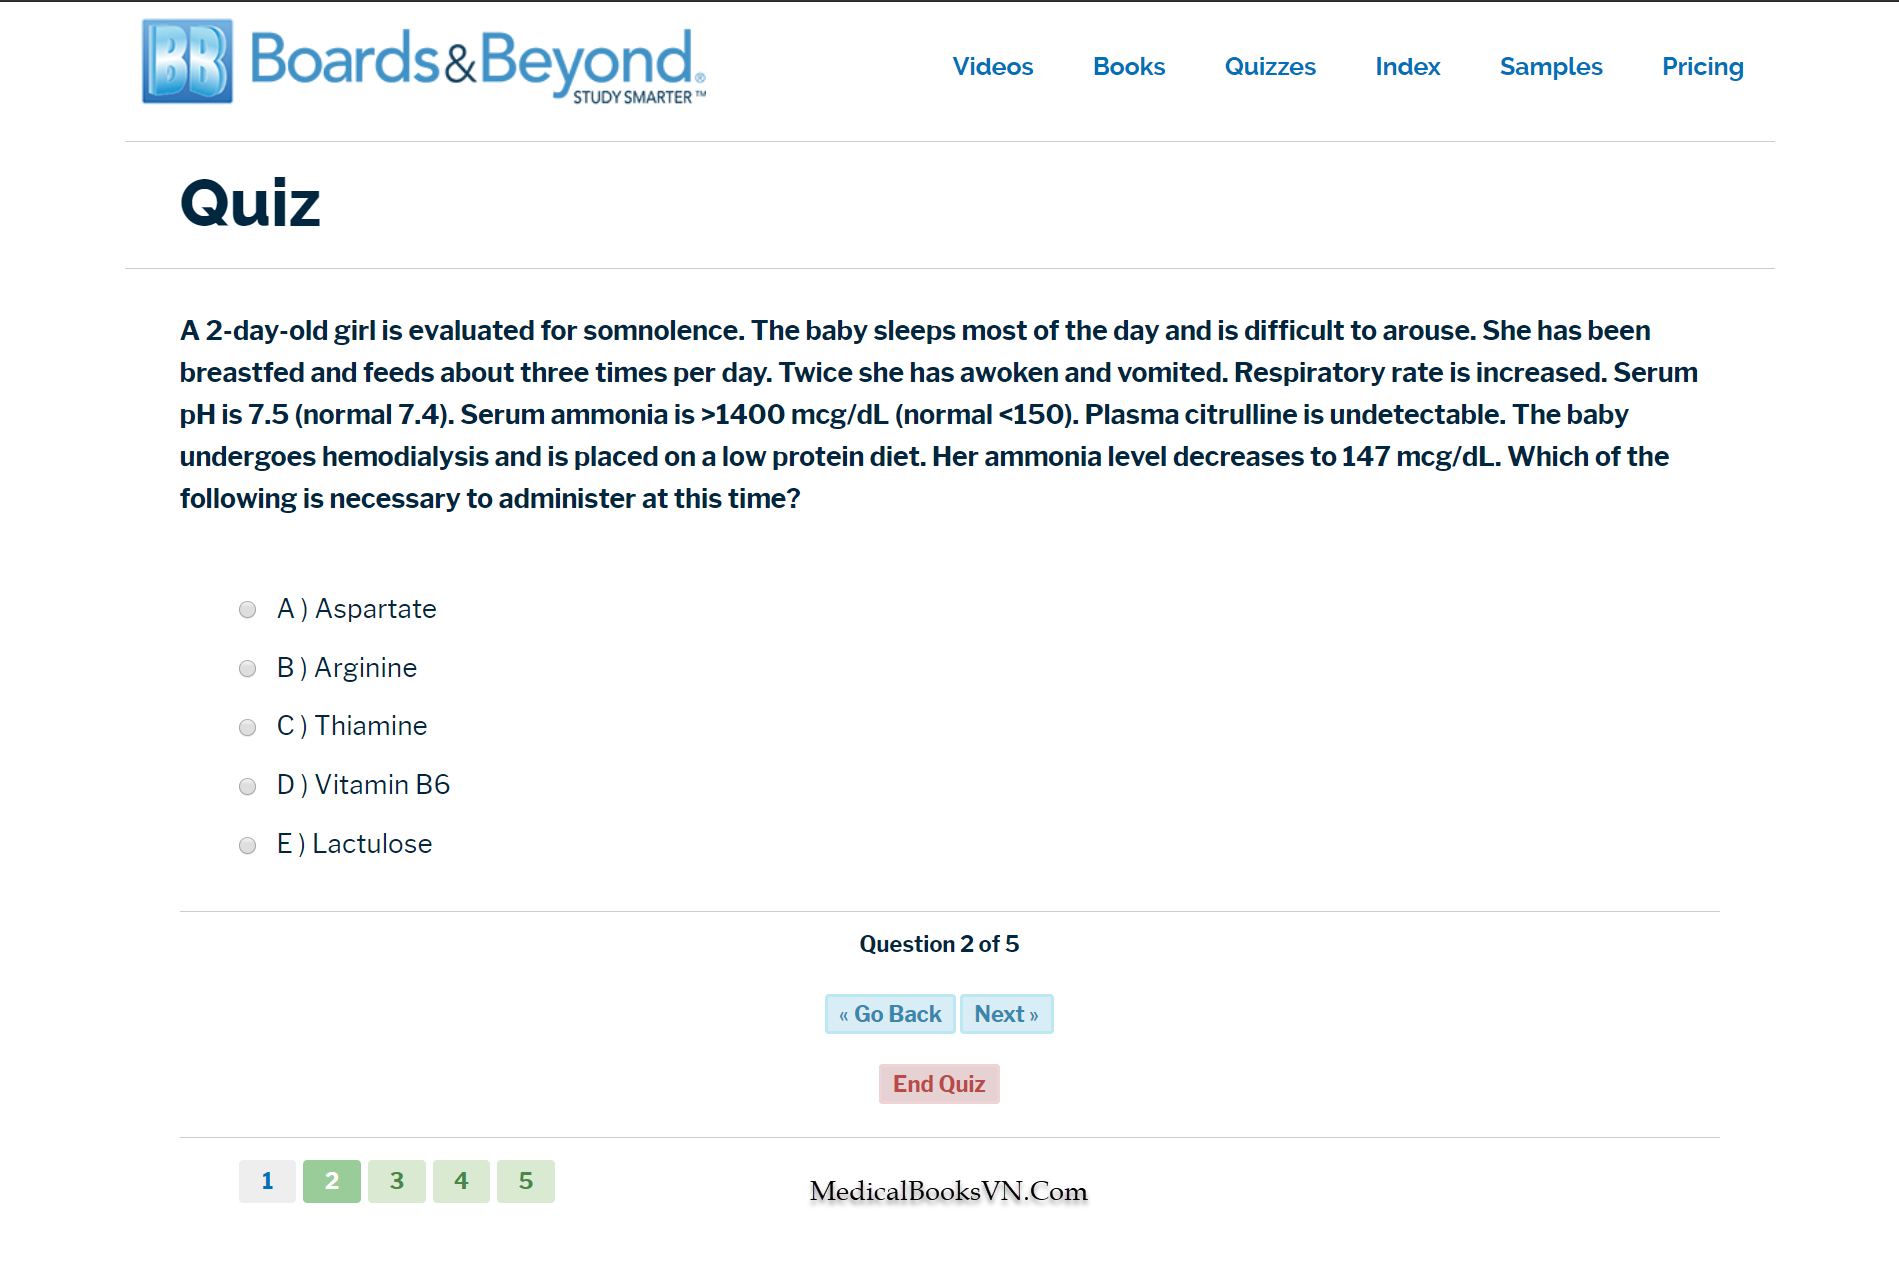 BB Boards&Beyond®
STUDY SMARTER™
Videos Books Quizzes Index Samples Pricing
Quiz
A 2-day-old girl is evaluated for somnolence. The baby sleeps most of the day and is difficult to arouse. She has been
breastfed and feeds about three times per day. Twice she has awoken and vomited. Respiratory rate is increased. Serum
pH is 7.5 (normal 7.4). Serum ammonia is >1400 mcg/dL (normal <150). Plasma citrulline is undetectable. The baby
undergoes hemodialysis and is placed on a low protein diet. Her ammonia level decreases to 147 mcg/dL. Which of the
following is necessary to administer at this time?
A ) Aspartate
B ) Arginine
C ) Thiamine
D ) Vitamin B6
E ) Lactulose
Question 2 of 5
« Go Back Next »
End Quiz
1 2 3 4 5
MedicalBooksVN.Com